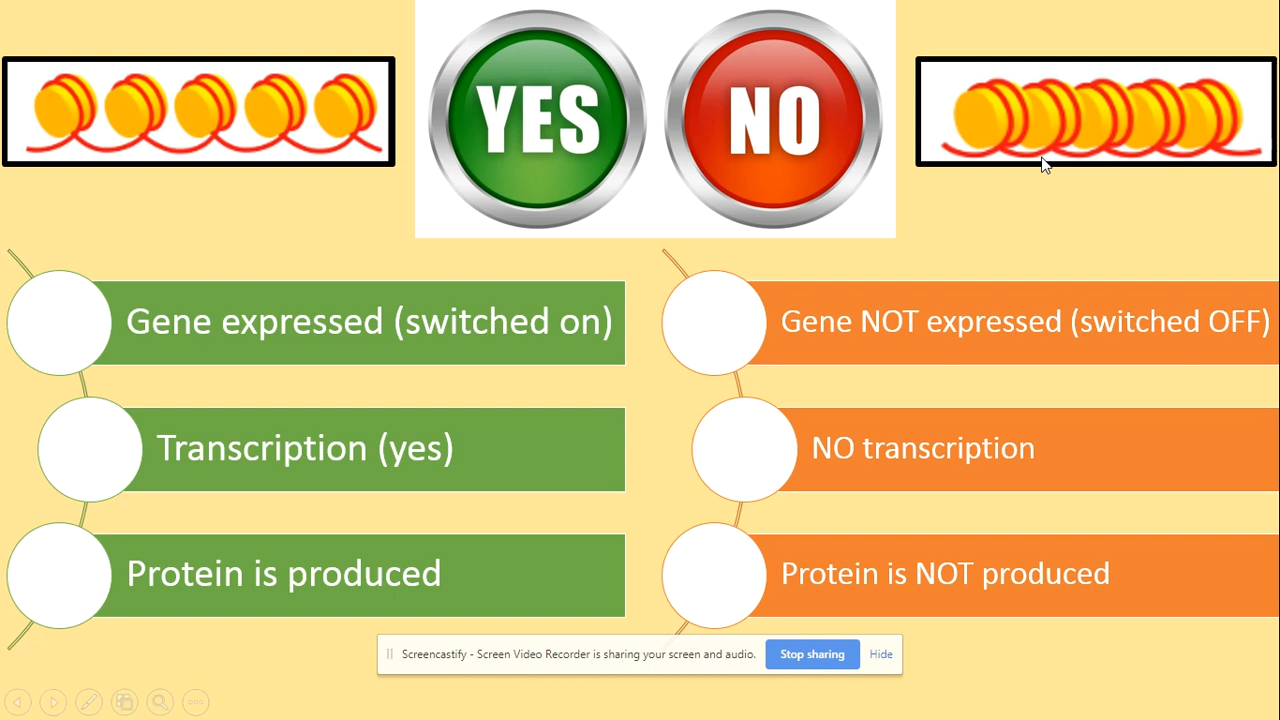 YES
NO
Gene expressed (switched on)
Transcription (yes)
Protein is produced
Gene NOT expressed (switched OFF)
NO transcription
Protein is NOT produced
Screencastify - Screen Video Recorder is sharing your screen and audio.
Stop sharing
Hide